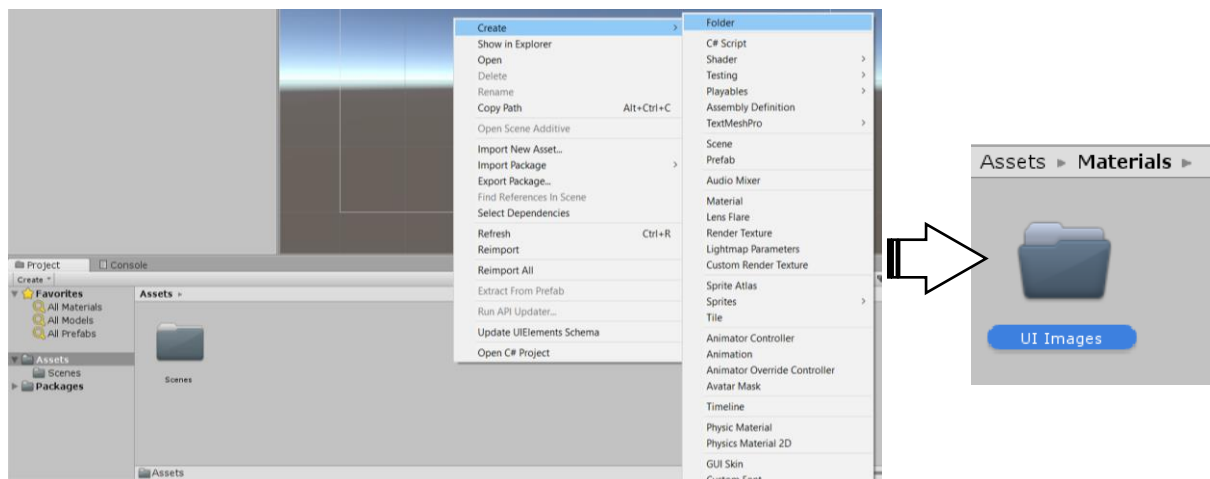 Create
Show in Explorer
Open
Delete
Rename
Copy Path Alt+Ctrl+C
Open Scene Additive
Import New Asset...
Import Package
Export Package...
Find References In Scene
Select Dependencies
Refresh Ctrl+R
Reimport
Reimport All
Extract From Prefab
Run API Updater...
Update UIElements Schema
Open C# Project
Folder
C# Script
Shader
Testing
Playables
Assembly Definition
TextMeshPro
Scene
Prefab
Audio Mixer
Material
Lens Flare
Render Texture
Lightmap Parameters
Custom Render Texture
Sprite Atlas
Sprites
Tile
Animator Controller
Animation
Animator Override Controller
Avatar Mask
Timeline
Physic Material
Physics Material 2D
GUI Skin
Custom Font
Project Console
Create
Favorites
All Materials
All Models
All Prefabs
Assets
Scenes
Packages
Assets
Scenes
Assets
Assets Materials
UI Images